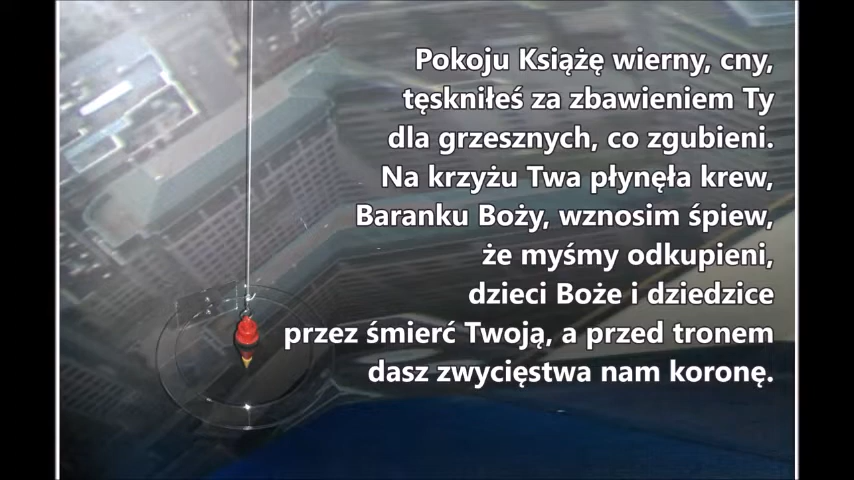 Pokoju Książę wierny, cny,
tęskniłeś za zbawieniem Ty
dla grzesznych, co zgubieni.
Na krzyżu Twa płynęła krew,
Baranku Boży, wznosim śpiew,
że myśmy odkupieni,
dzieci Boże i dziedzice
przez śmierć Twoją, a przed tronem
dasz zwycięstwa nam koronę.